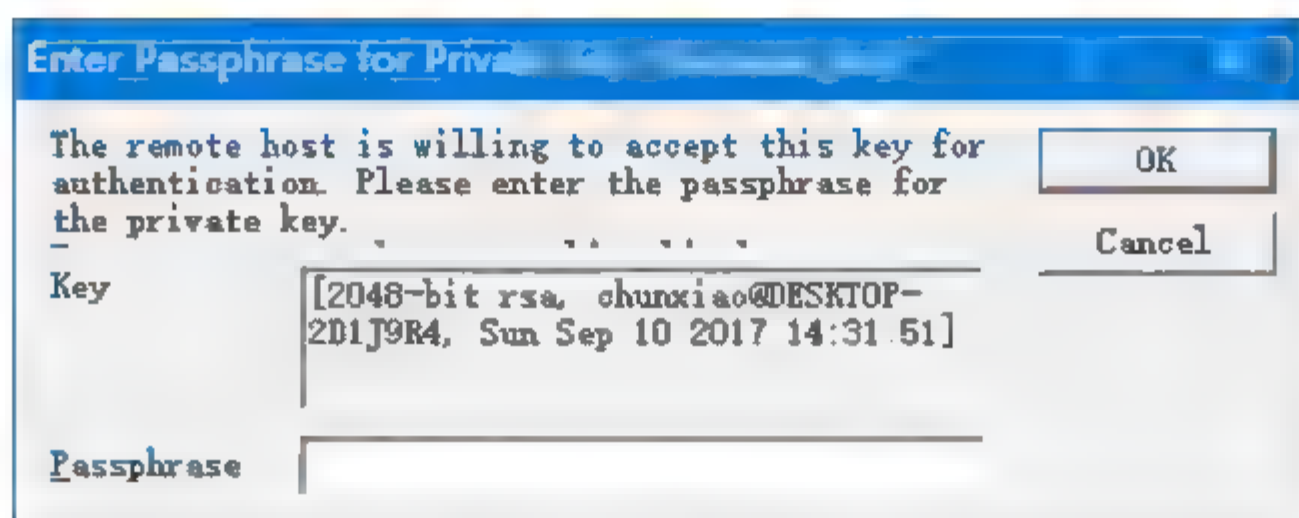 Enter Passphrase for
The remote host is willing to accept this key for
authentication. Please enter the passphrase for
the private key.
OK
Cancel
Key
[2048-bit rsa, chunxiao@DESKTOP-
2D1J9R4, Sun Sep 10 2017 14:31:51]
Passphrase